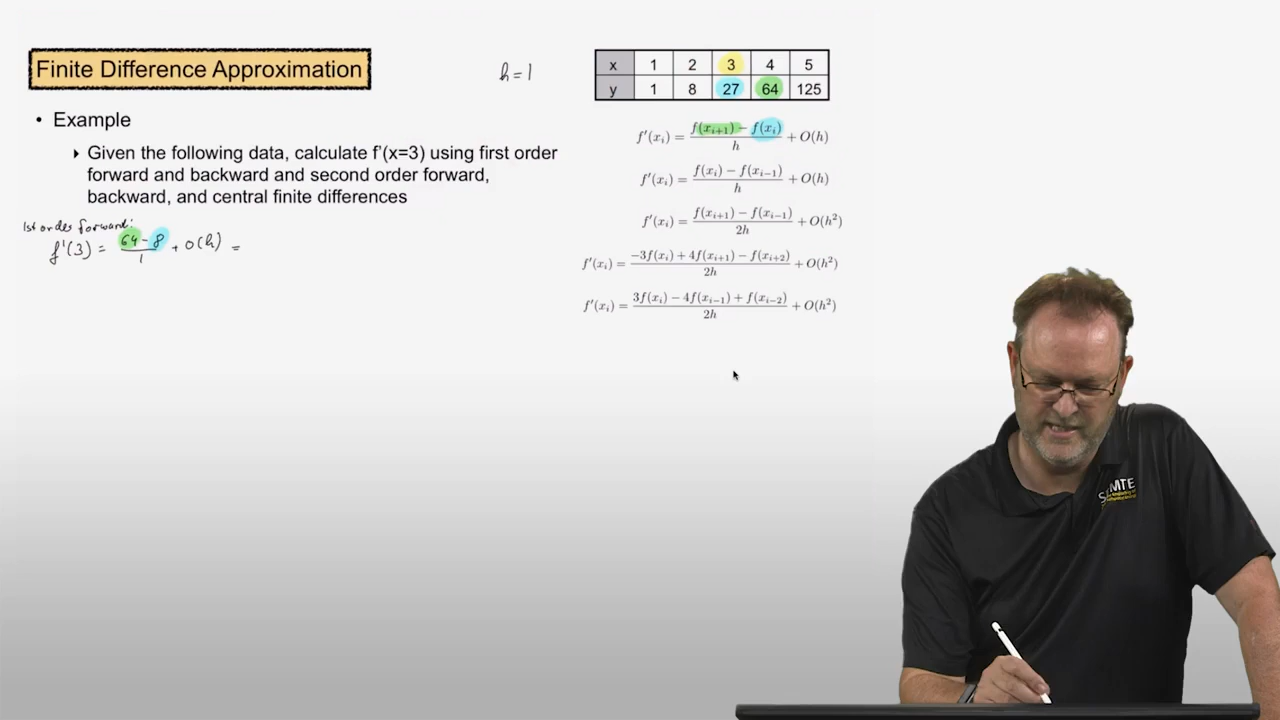 Finite Difference Approximation
h = 1
x 1 2 3 4 5
y 1 8 27 64 125
• Example
Given the following data, calculate f'(x=3) using first order
forward and backward and second order forward,
backward, and central finite differences
1st order forward:
f'(3) = (64 - 8)/1 + O(h) =
f'(xᵢ) = (f(xᵢ₊₁) − f(xᵢ))/h + O(h)
f'(xᵢ) = (f(xᵢ) − f(xᵢ₋₁))/h + O(h)
f'(xᵢ) = (f(xᵢ₊₁) − f(xᵢ₋₁))/2h + O(h²)
f'(xᵢ) = (−3f(xᵢ) + 4f(xᵢ₊₁) − f(xᵢ₊₂))/2h + O(h²)
f'(xᵢ) = (3f(xᵢ) − 4f(xᵢ₋₁) + f(xᵢ₋₂))/2h + O(h²)